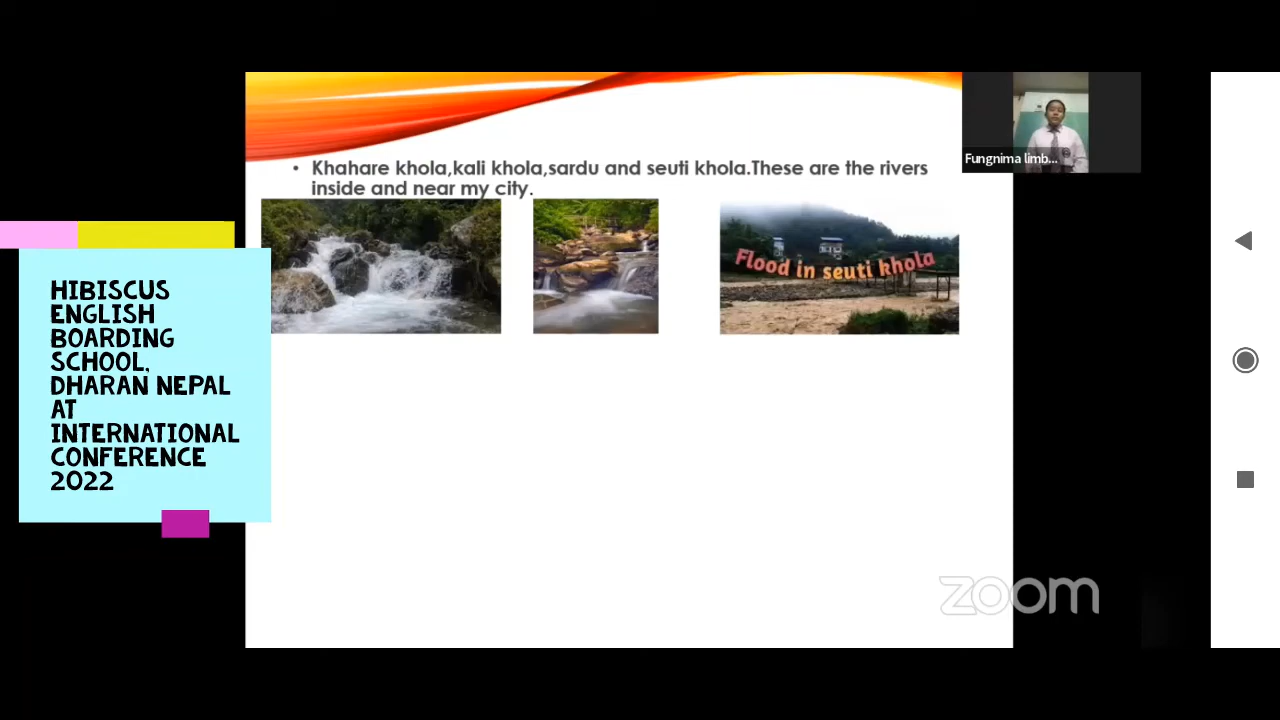 Khahare khola,kali khola,sardu and seuti khola.These are the rivers
inside and near my city.
Fungnima limb...
Flood in seuti khola
HIBISCUS
ENGLISH
BOARDING
SCHOOL,
DHARAN NEPAL
AT
INTERNATIONAL
CONFERENCE
2022
zoom